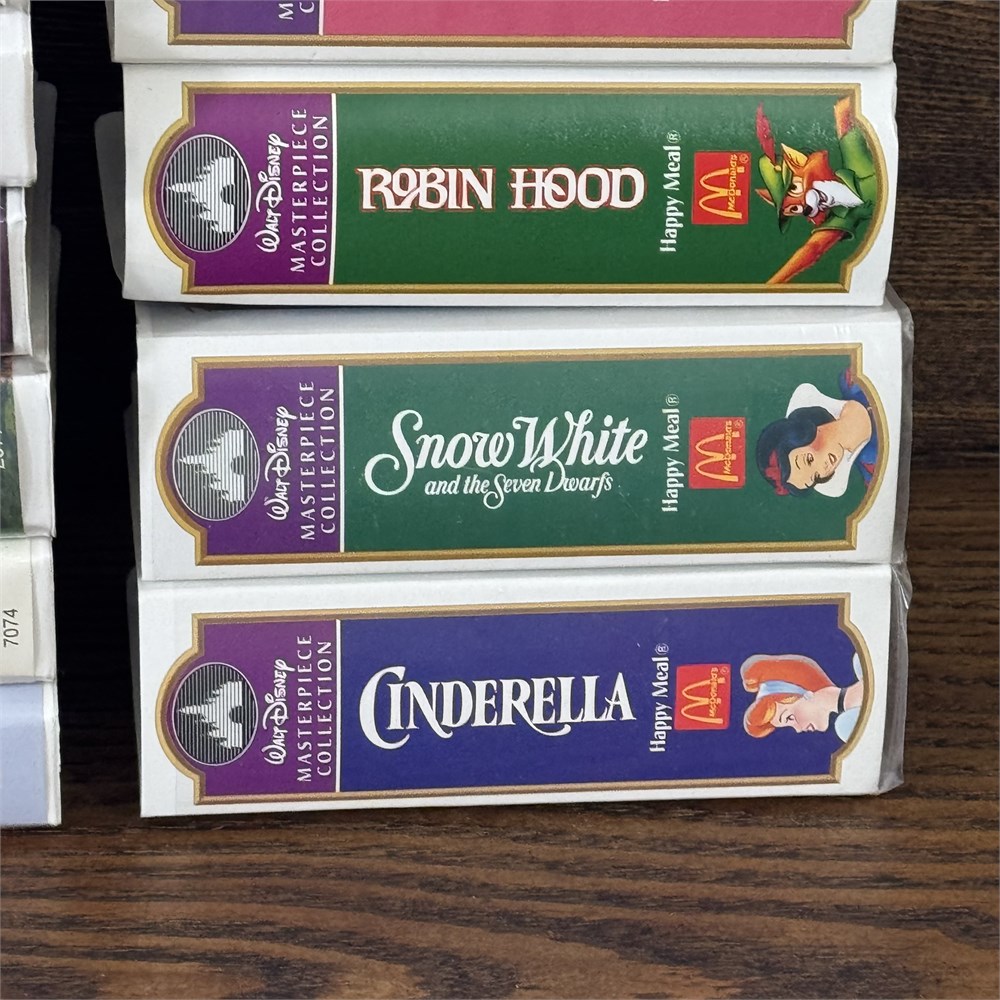 WALT DISNEY
MASTERPIECE
COLLECTION
ROBIN HOOD
Happy Meal®
McDonald's®
WALT DISNEY
MASTERPIECE
COLLECTION
Snow White
and the Seven Dwarfs
Happy Meal®
McDonald's®
WALT DISNEY
MASTERPIECE
COLLECTION
CINDERELLA
Happy Meal®
McDonald's®
7074